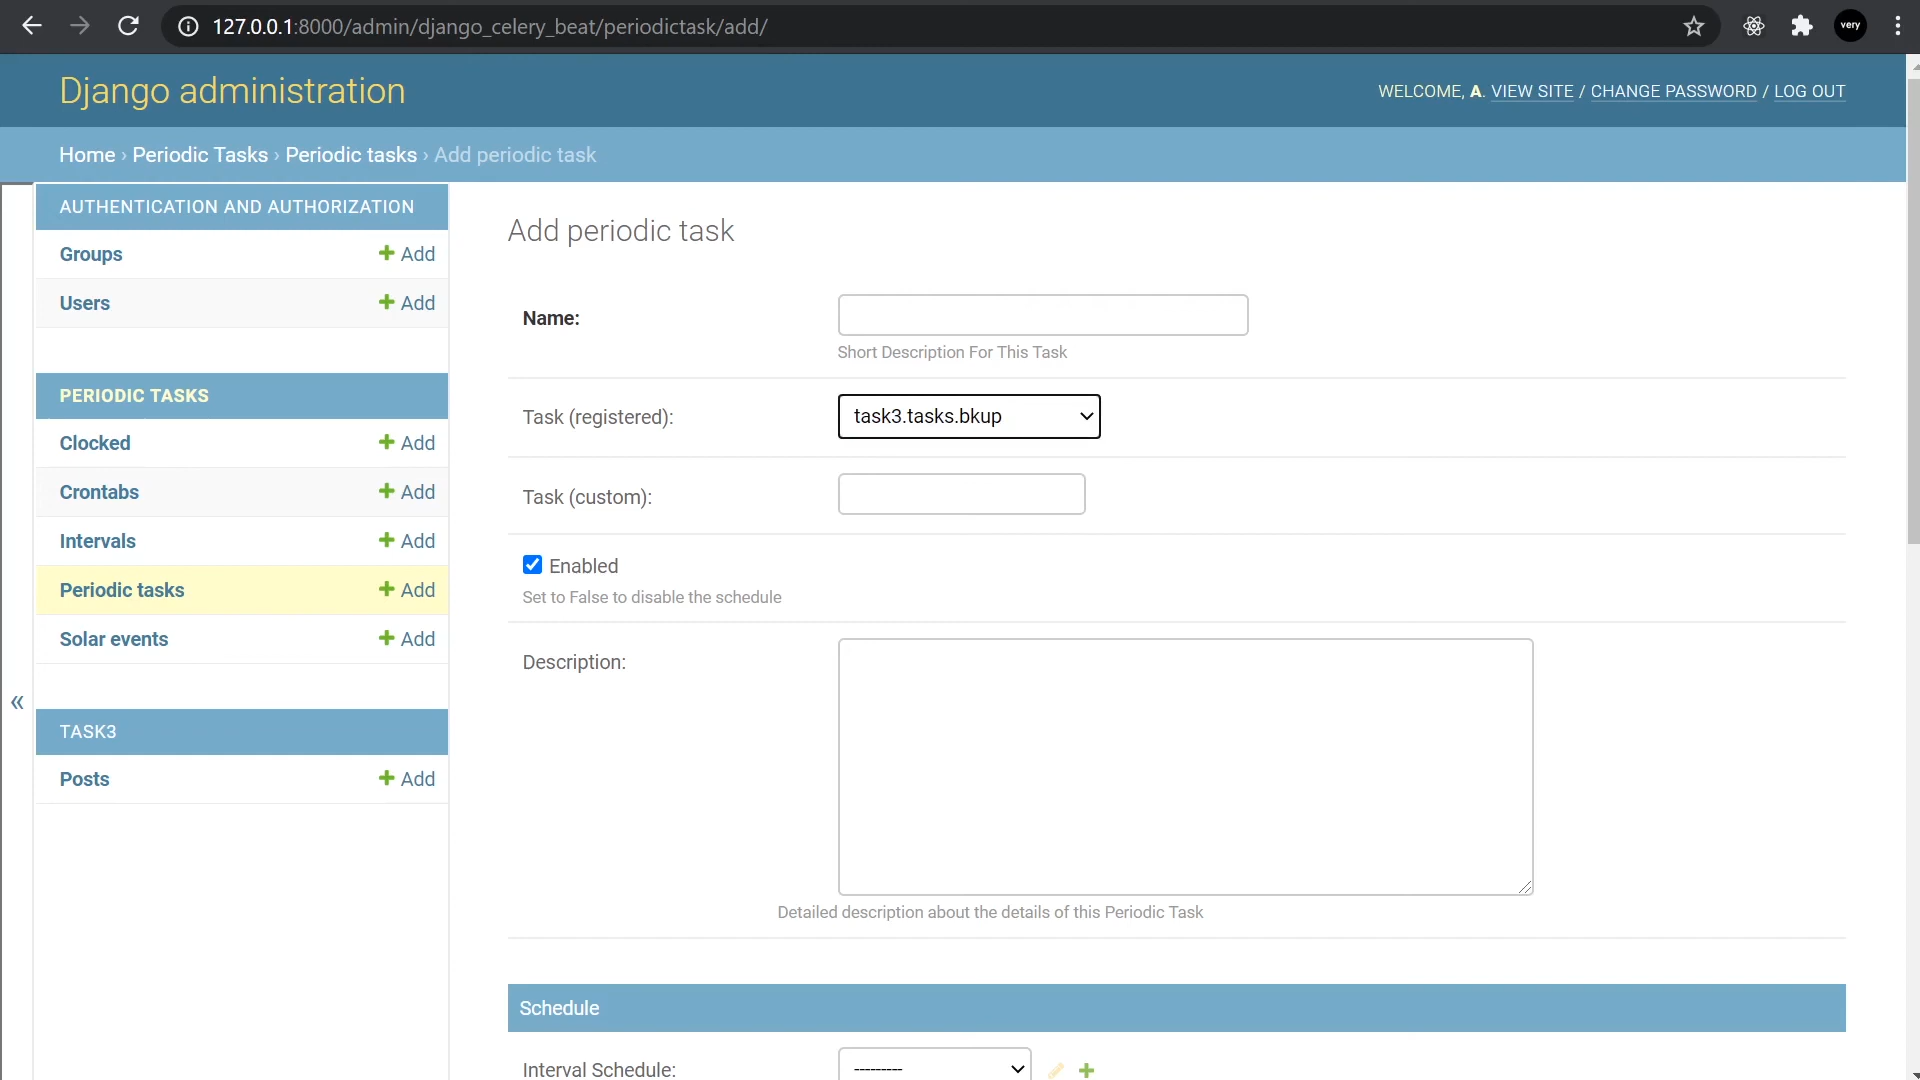 127.0.0.1:8000/admin/django_celery_beat/periodictask/add/
very
Django administration
WELCOME, A. VIEW SITE / CHANGE PASSWORD / LOG OUT
Home › Periodic Tasks › Periodic tasks › Add periodic task
AUTHENTICATION AND AUTHORIZATION
Groups + Add
Users + Add
PERIODIC TASKS
Clocked + Add
Crontabs + Add
Intervals + Add
Periodic tasks + Add
Solar events + Add
«
TASK3
Posts + Add
Add periodic task
Name:
Short Description For This Task
Task (registered): task3.tasks.bkup
Task (custom):
Enabled
Set to False to disable the schedule
Description:
Detailed description about the details of this Periodic Task
Schedule
Interval Schedule: ---------